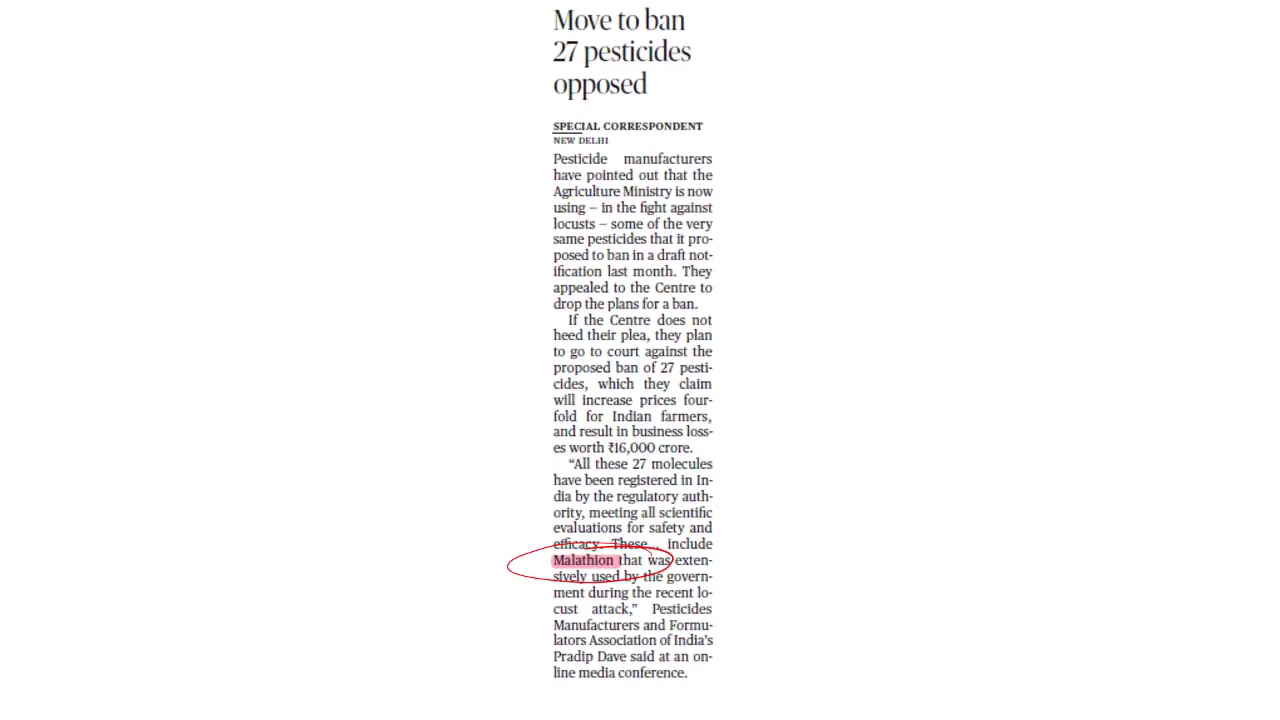 Move to ban
27 pesticides
opposed
SPECIAL CORRESPONDENT
NEW DELHI
Pesticide manufacturers
have pointed out that the
Agriculture Ministry is now
using – in the fight against
locusts – some of the very
same pesticides that it pro-
posed to ban in a draft not-
ification last month. They
appealed to the Centre to
drop the plans for a ban.
If the Centre does not
heed their plea, they plan
to go to court against the
proposed ban of 27 pesti-
cides, which they claim
will increase prices four-
fold for Indian farmers,
and result in business loss-
es worth ₹16,000 crore.
“All these 27 molecules
have been registered in In-
dia by the regulatory auth-
ority, meeting all scientific
evaluations for safety and
efficacy. These... include
Malathion that was exten-
sively used by the govern-
ment during the recent lo-
cust attack,” Pesticides
Manufacturers and Formu-
lators Association of India’s
Pradip Dave said at an on-
line media conference.